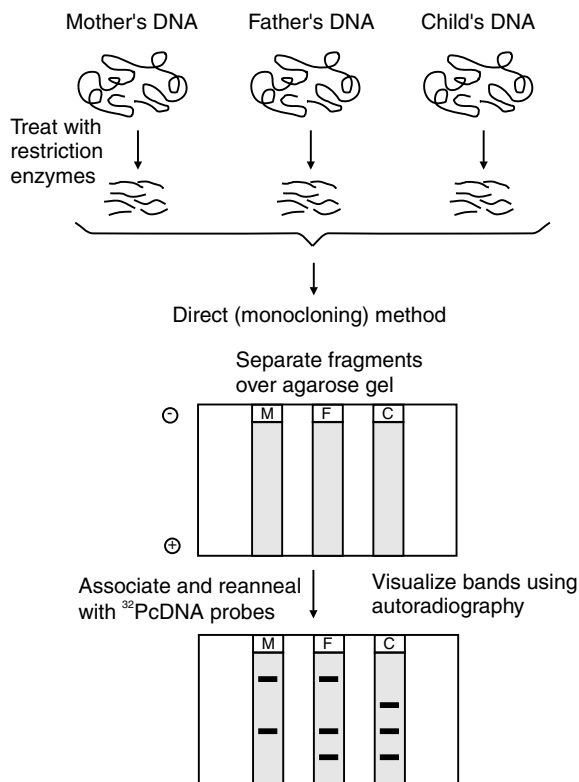 Mother's DNA Father's DNA Child's DNA
Treat with
restriction
enzymes
Direct (monocloning) method
Separate fragments
over agarose gel
- M F C
+
Associate and reanneal
with ³²PcDNA probes
Visualize bands using
autoradiography
M F C